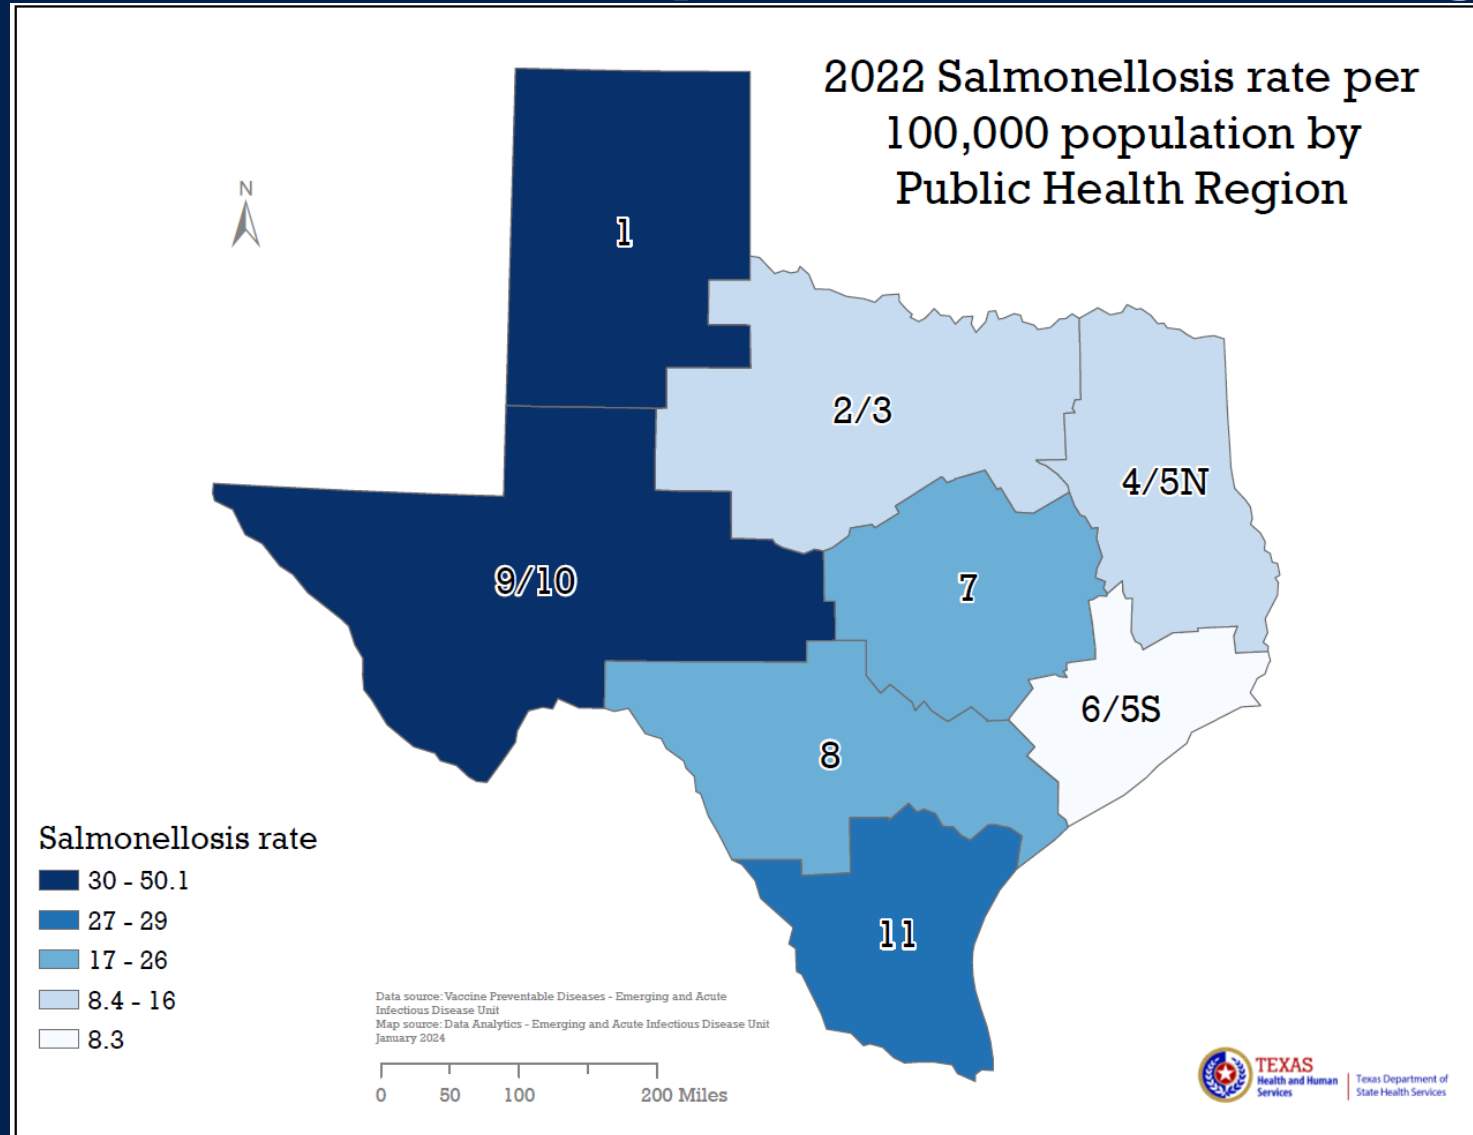 2022 Salmonellosis rate per
100,000 population by
Public Health Region
N
1
2/3
4/5N
9/10
7
6/5S
8
11
Salmonellosis rate
30 - 50.1
27 - 29
17 - 26
8.4 - 16
8.3
Data source: Vaccine Preventable Diseases - Emerging and Acute
Infectious Disease Unit
Map source: Data Analytics - Emerging and Acute Infectious Disease Unit
January 2024
0 50 100 200 Miles
TEXAS
Health and Human
Services
Texas Department of
State Health Services